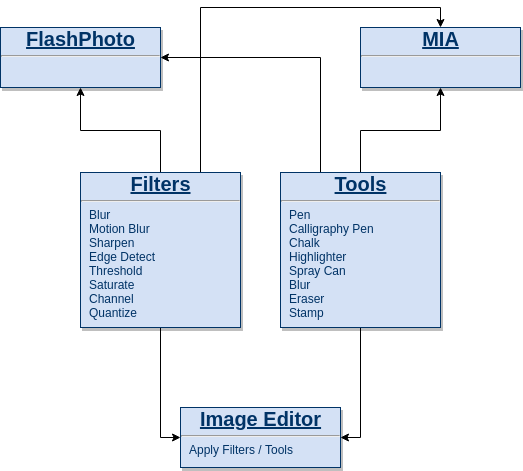 FlashPhoto
MIA
Filters
Blur
Motion Blur
Sharpen
Edge Detect
Threshold
Saturate
Channel
Quantize
Tools
Pen
Calligraphy Pen
Chalk
Highlighter
Spray Can
Blur
Eraser
Stamp
Image Editor
Apply Filters / Tools